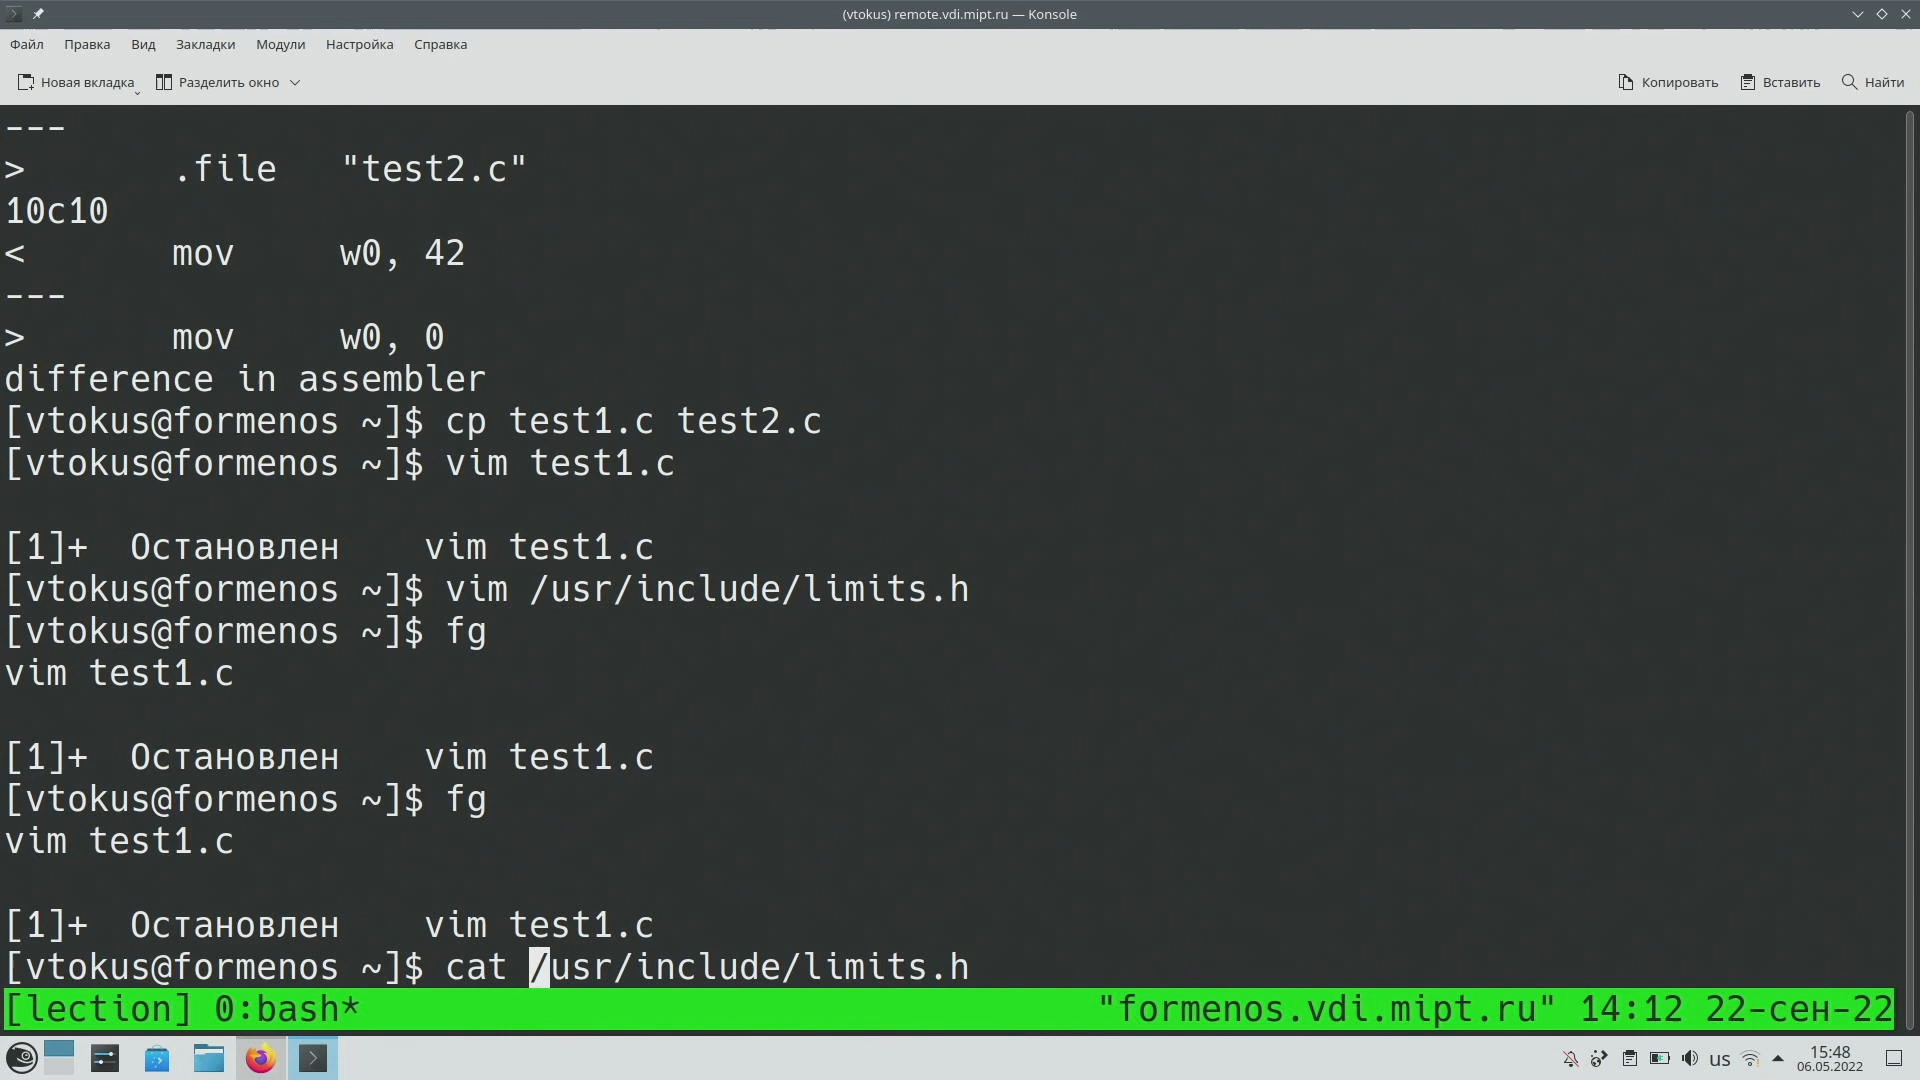 (vtokus) remote.vdi.mipt.ru — Konsole
Файл Правка Вид Закладки Модули Настройка Справка
Новая вкладка Разделить окно Копировать Вставить Найти
---
> .file "test2.c"
10c10
< mov w0, 42
---
> mov w0, 0
difference in assembler
[vtokus@formenos ~]$ cp test1.c test2.c
[vtokus@formenos ~]$ vim test1.c
[1]+ Остановлен vim test1.c
[vtokus@formenos ~]$ vim /usr/include/limits.h
[vtokus@formenos ~]$ fg
vim test1.c
[1]+ Остановлен vim test1.c
[vtokus@formenos ~]$ fg
vim test1.c
[1]+ Остановлен vim test1.c
[vtokus@formenos ~]$ cat /usr/include/limits.h
[lection] 0:bash* "formenos.vdi.mipt.ru" 14:12 22-сен-22
us 15:48
06.05.2022